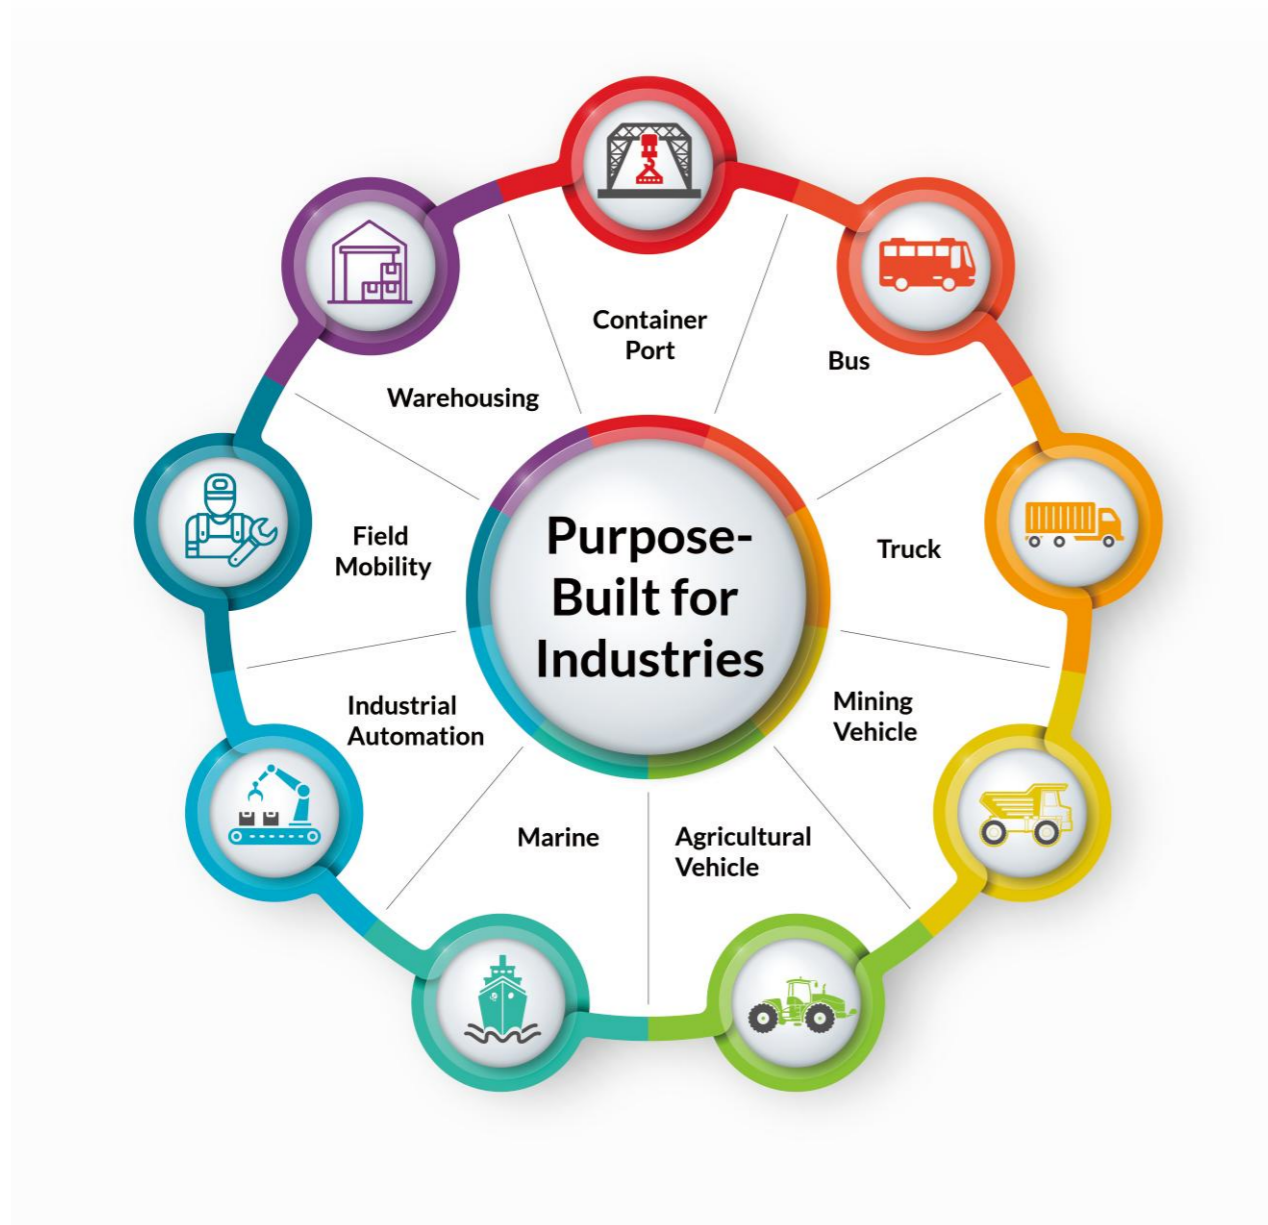 Container
Port
Bus
Truck
Mining
Vehicle
Agricultural
Vehicle
Marine
Industrial
Automation
Field
Mobility
Warehousing
Purpose-
Built for
Industries